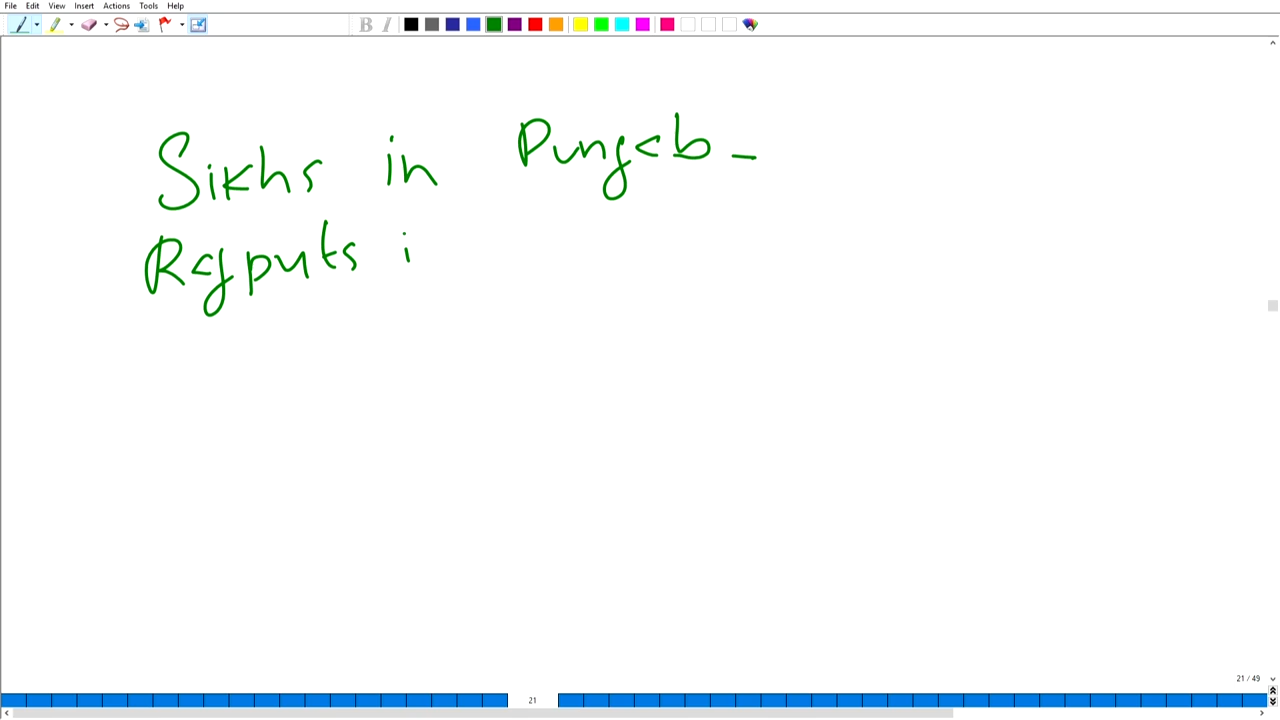 File Edit View Insert Actions Tools Help
B I
Sikhs in Punjab -
Rajputs i
21
21 / 49